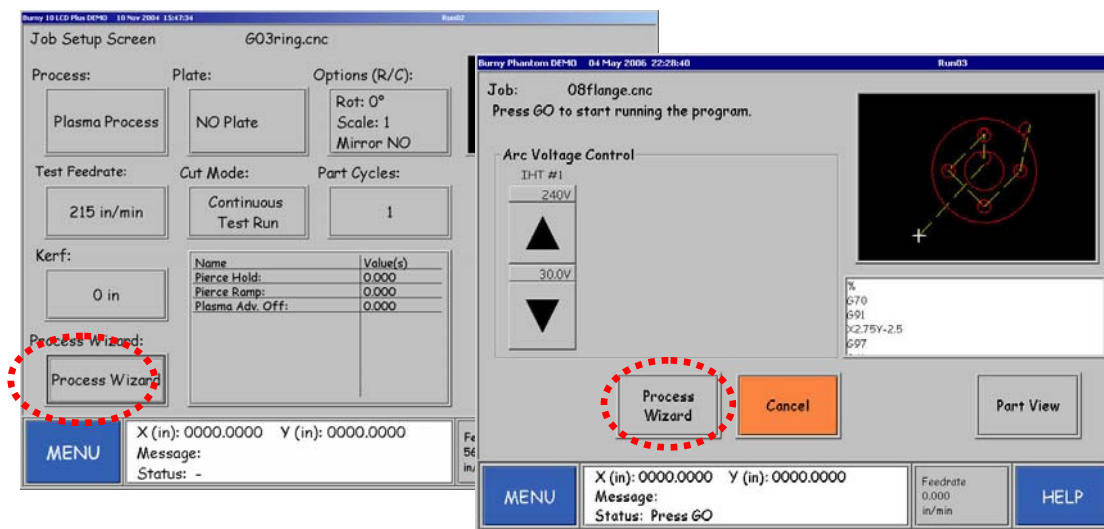 Burny 10 LCD Plus DEMO 10 Nov 2004 15:47:34 Run02
Job Setup Screen G03ring.cnc
Process: Plate: Options (R/C):
Plasma Process
NO Plate
Rot: 0°
Scale: 1
Mirror NO
Test Feedrate: Cut Mode: Part Cycles:
215 in/min
Continuous
Test Run
1
Kerf:
0 in
Name Value(s)
Pierce Hold: 0.000
Pierce Ramp: 0.000
Plasma Adv. Off: 0.000
Process Wizard:
Process Wizard
MENU
X (in): 0000.0000 Y (in): 0000.0000
Message:
Status: -
Fe
56
in/
Burny Phantom DEMO 04 May 2006 22:28:40 Run03
Job: 08flange.cnc
Press GO to start running the program.
Arc Voltage Control
IHT #1
240V
30.0V
%
G70
G91
X2.75Y-2.5
G97
Process
Wizard
Cancel
Part View
MENU
X (in): 0000.0000 Y (in): 0000.0000
Message:
Status: Press GO
Feedrate
0.000
in/min
HELP